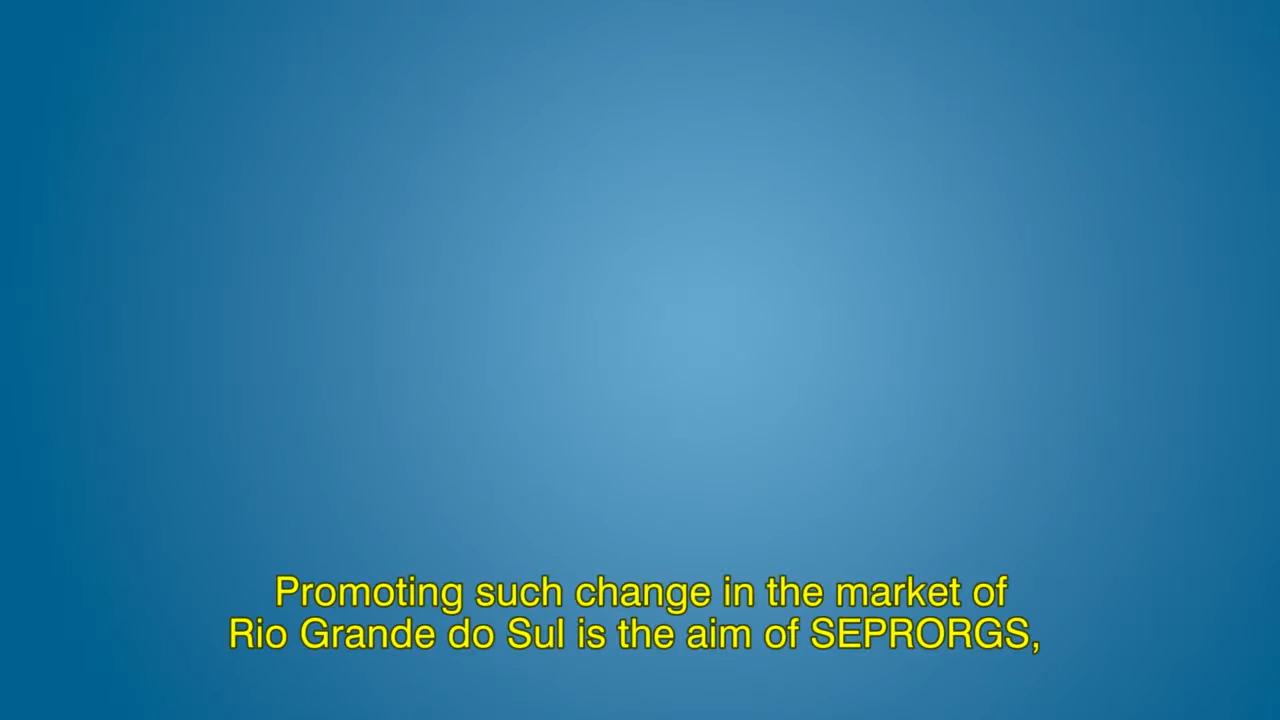 Promoting such change in the market of
Rio Grande do Sul is the aim of SEPRORGS,